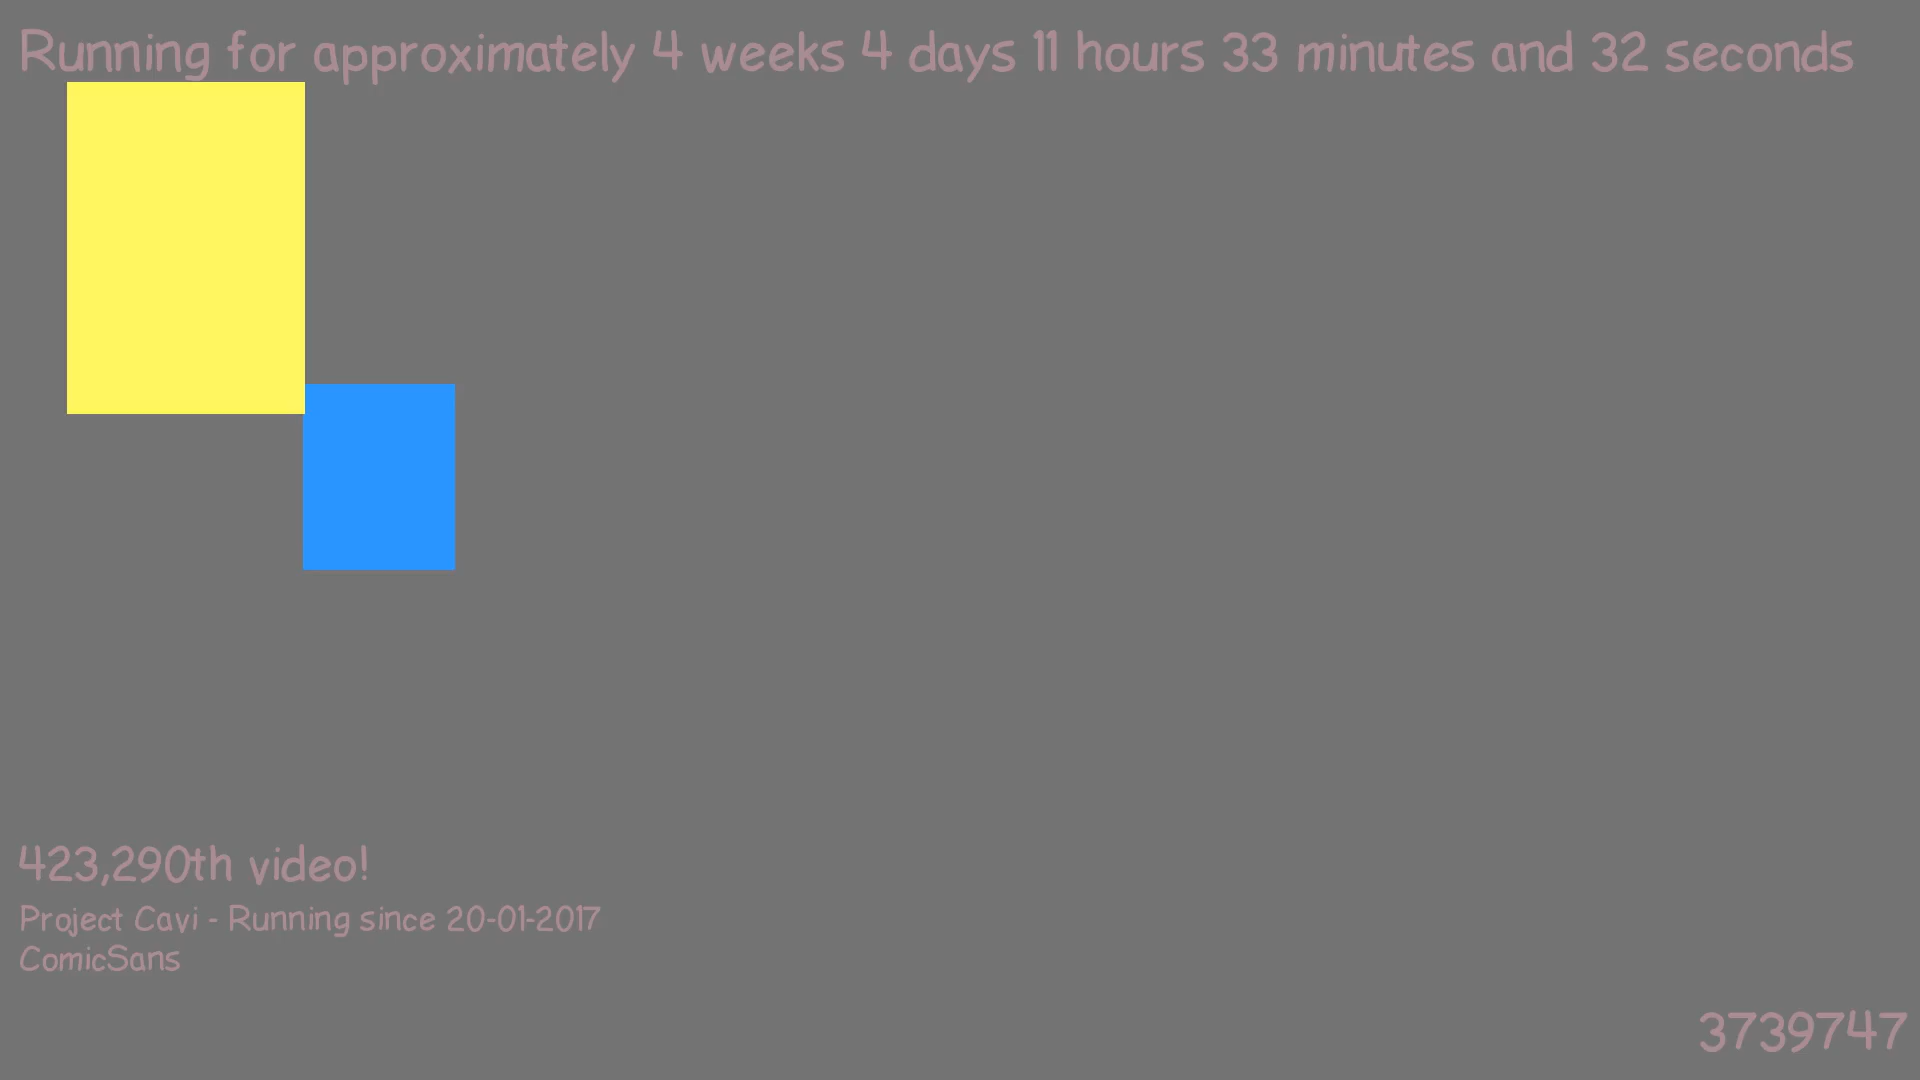 Running for approximately 4 weeks 4 days 11 hours 33 minutes and 32 seconds
423,290th video!
Project Cavi - Running since 20-01-2017
ComicSans
3739747